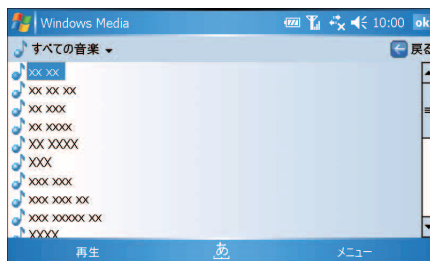 Windows Media 10:00 ok
すべての音楽 戻る
xx xx
xx xx xx
xx xxx
xx xxxx
XX XXXX
XXX
xxx xxx
xxx xxx xx
xxx xxxxx xx
XXXX
再生 あ メニュー